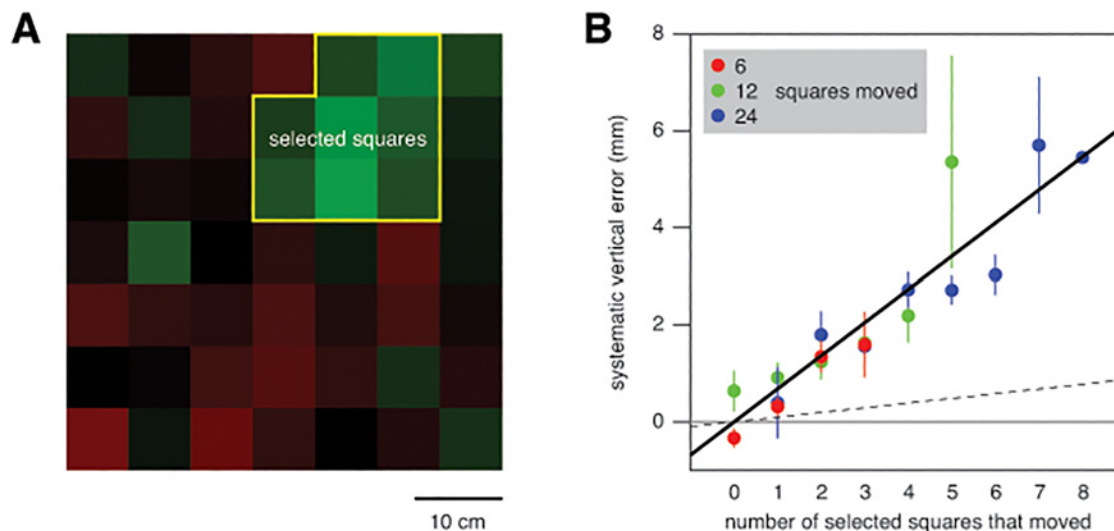 A
selected squares
10 cm
B
8
6
4
2
0
systematic vertical error (mm)
6
12 squares moved
24
0 1 2 3 4 5 6 7 8
number of selected squares that moved